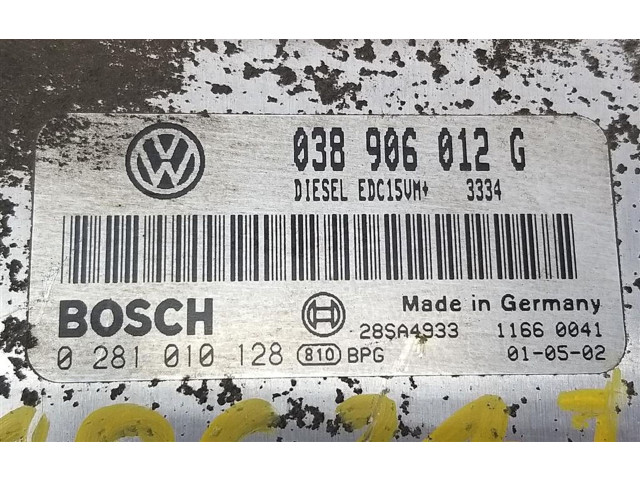 VW
038 906 012 G
DIESEL EDC15VM+ 3334
BOSCH
Made in Germany
28SA4933 1166 0041
0 281 010 128 810 BPG 01-05-02